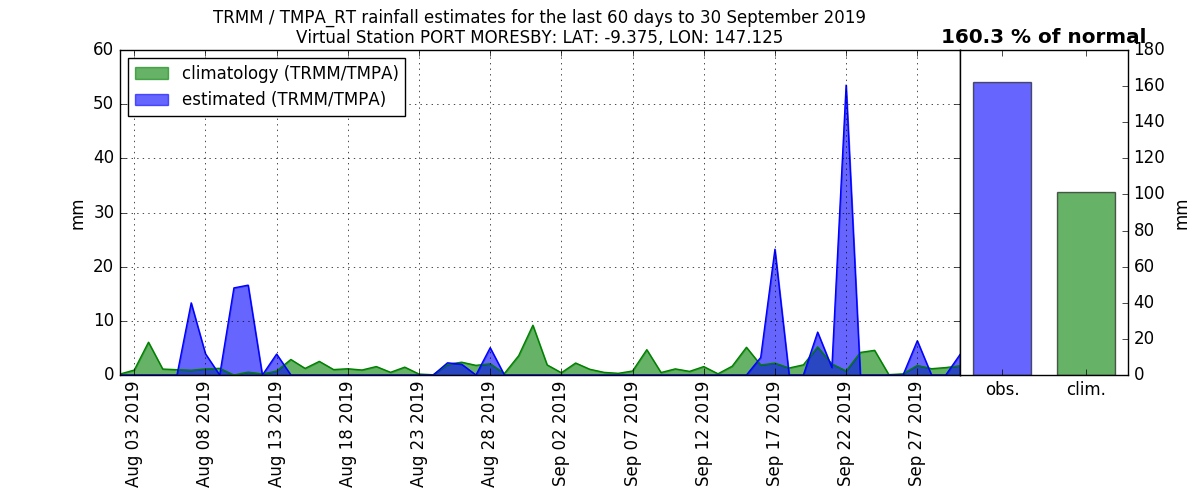 TRMM / TMPA_RT rainfall estimates for the last 60 days to 30 September 2019
Virtual Station PORT MORESBY: LAT: -9.375, LON: 147.125
160.3 % of normal
climatology (TRMM/TMPA)
estimated (TRMM/TMPA)
mm
60
50
40
30
20
10
0
Aug 03 2019
Aug 08 2019
Aug 13 2019
Aug 18 2019
Aug 23 2019
Aug 28 2019
Sep 02 2019
Sep 07 2019
Sep 12 2019
Sep 17 2019
Sep 22 2019
Sep 27 2019
obs.
clim.
180
160
140
120
100
80
60
40
20
0
mm